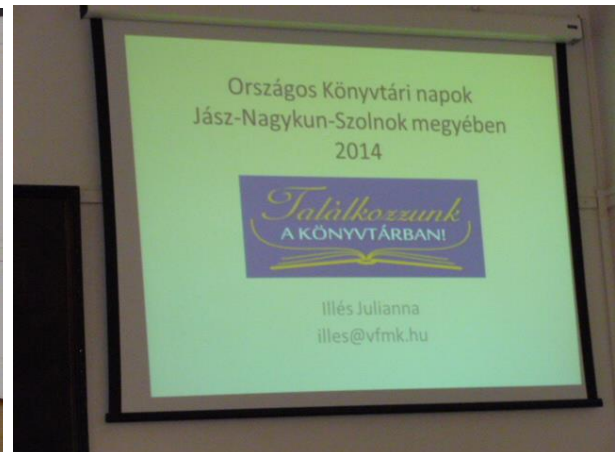 Országos Könyvtári napok
Jász-Nagykun-Szolnok megyében
2014
Találkozzunk
A KÖNYVTÁRBAN!
Illés Julianna
illes@vfmk.hu